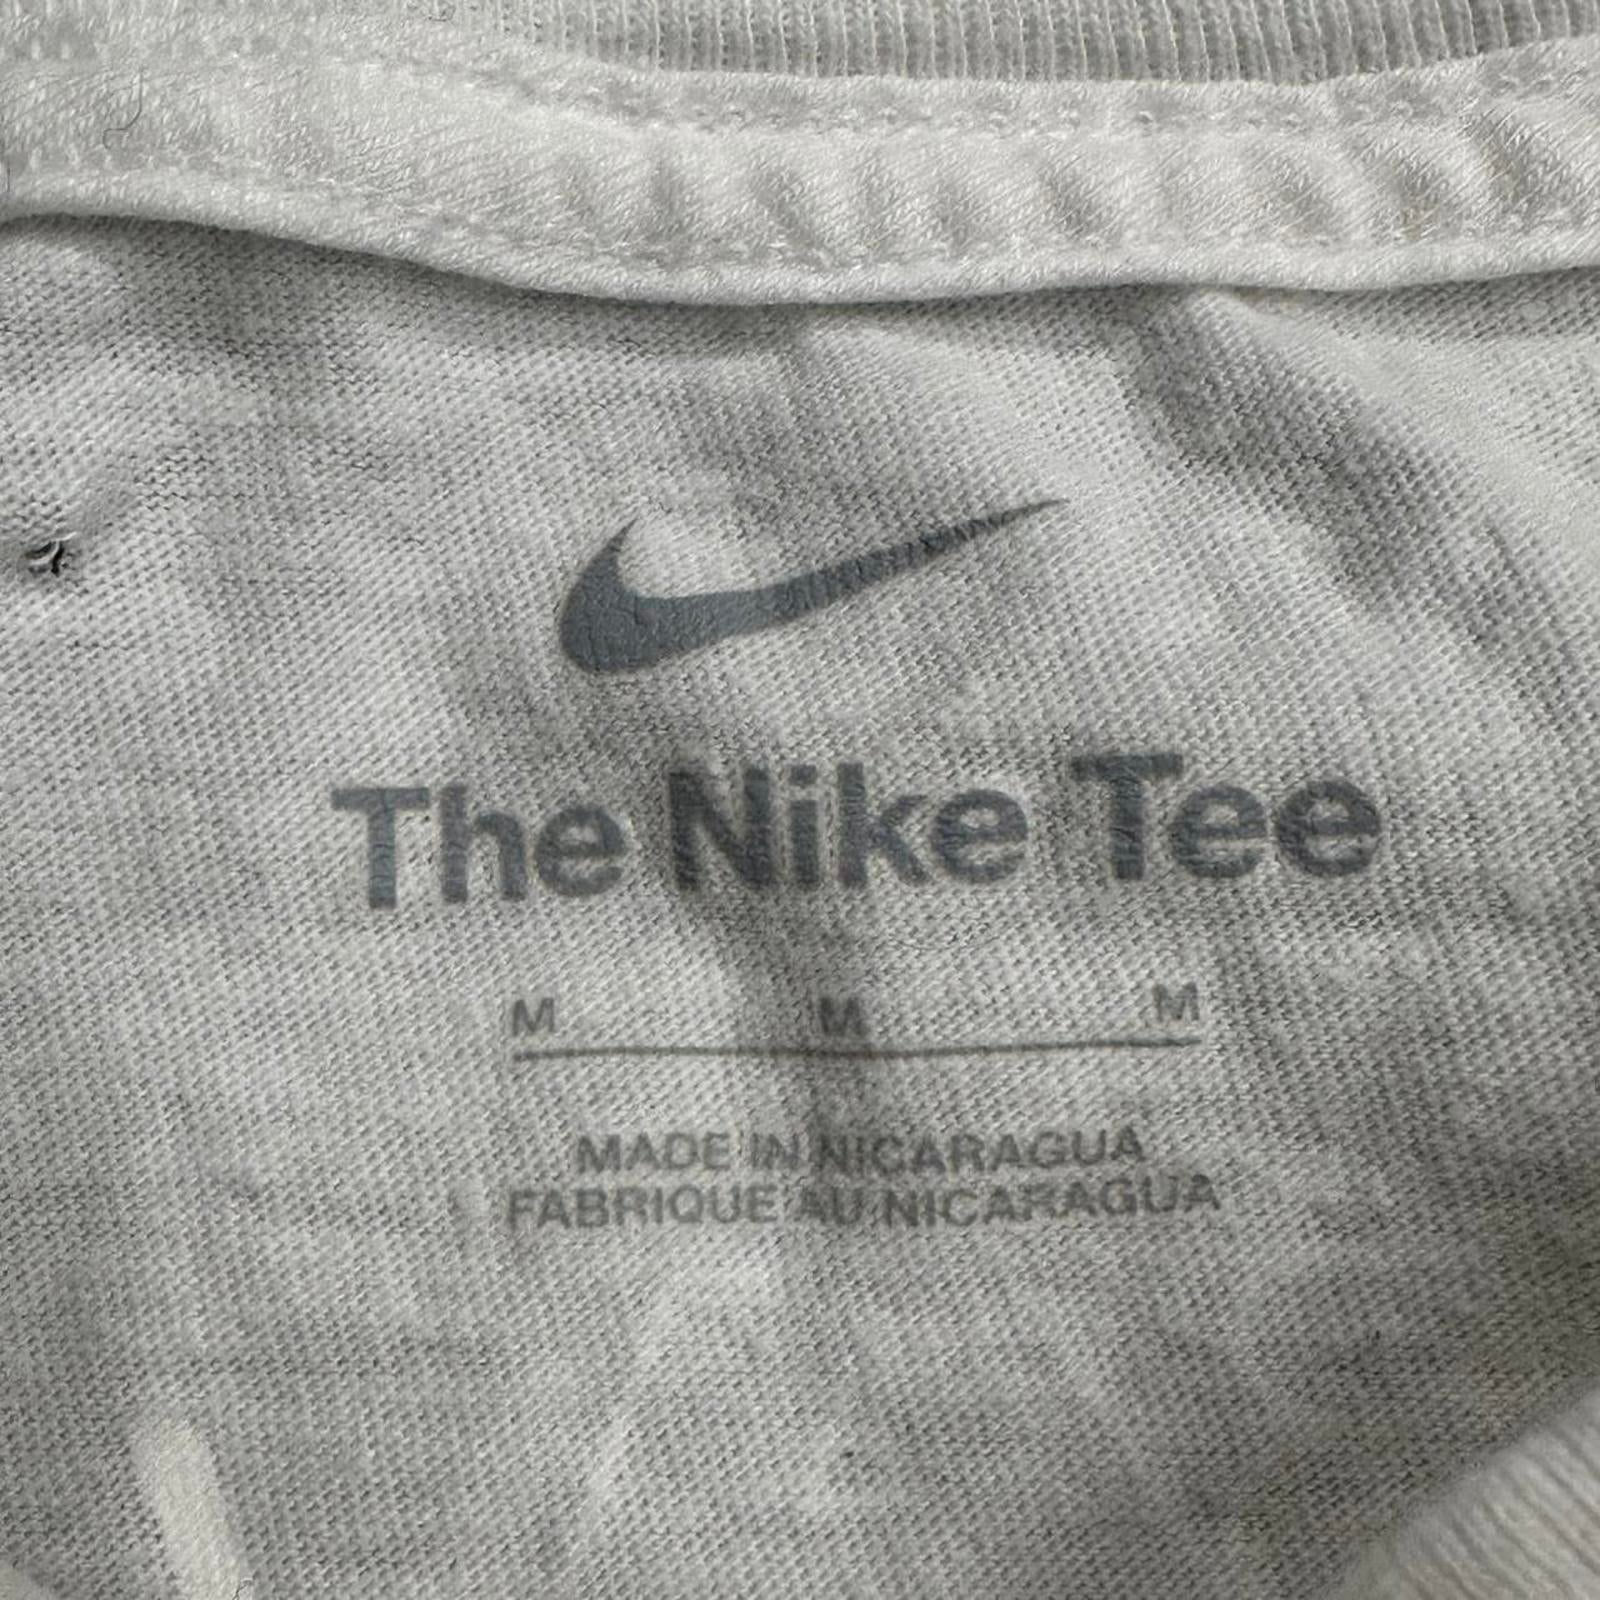 The Nike Tee
M M M
MADE IN NICARAGUA
FABRIQUE AU NICARAGUA